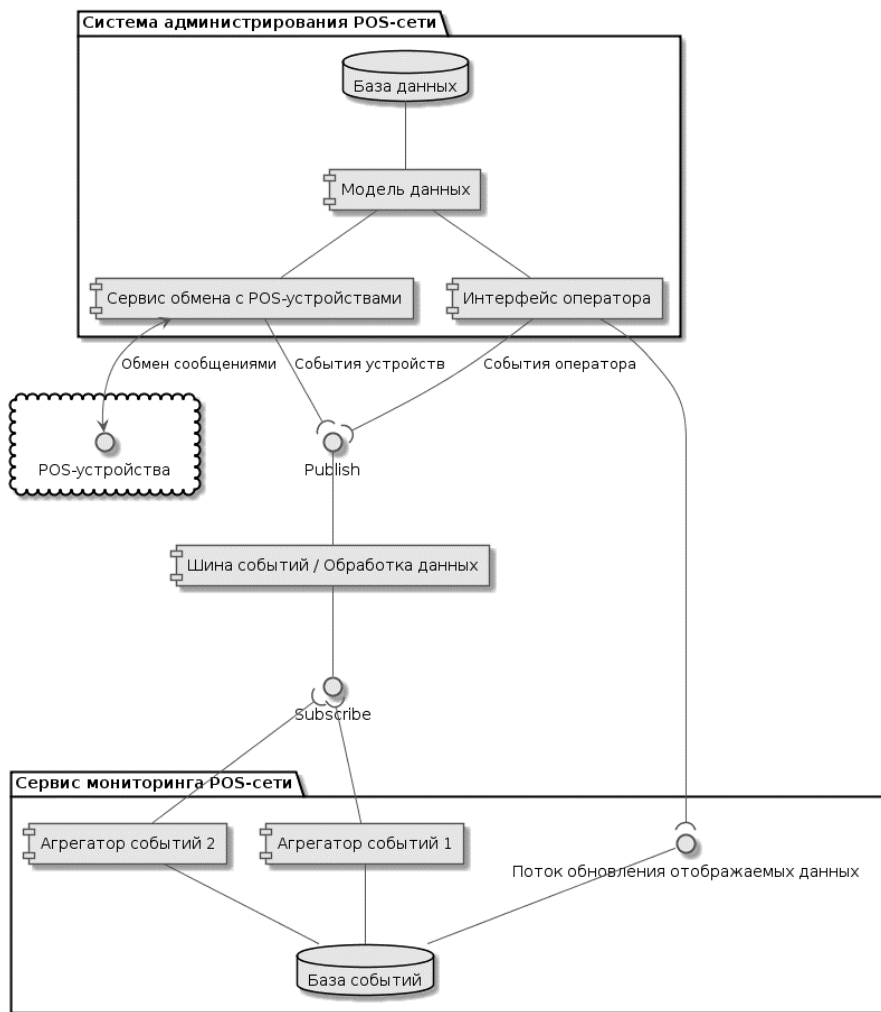 Система администрирования POS-сети
База данных
Модель данных
Сервис обмена с POS-устройствами
Интерфейс оператора
Обмен сообщениями
События устройств
События оператора
POS-устройства
Publish
Шина событий / Обработка данных
Subscribe
Сервис мониторинга POS-сети
Агрегатор событий 2
Агрегатор событий 1
Поток обновления отображаемых данных
База событий